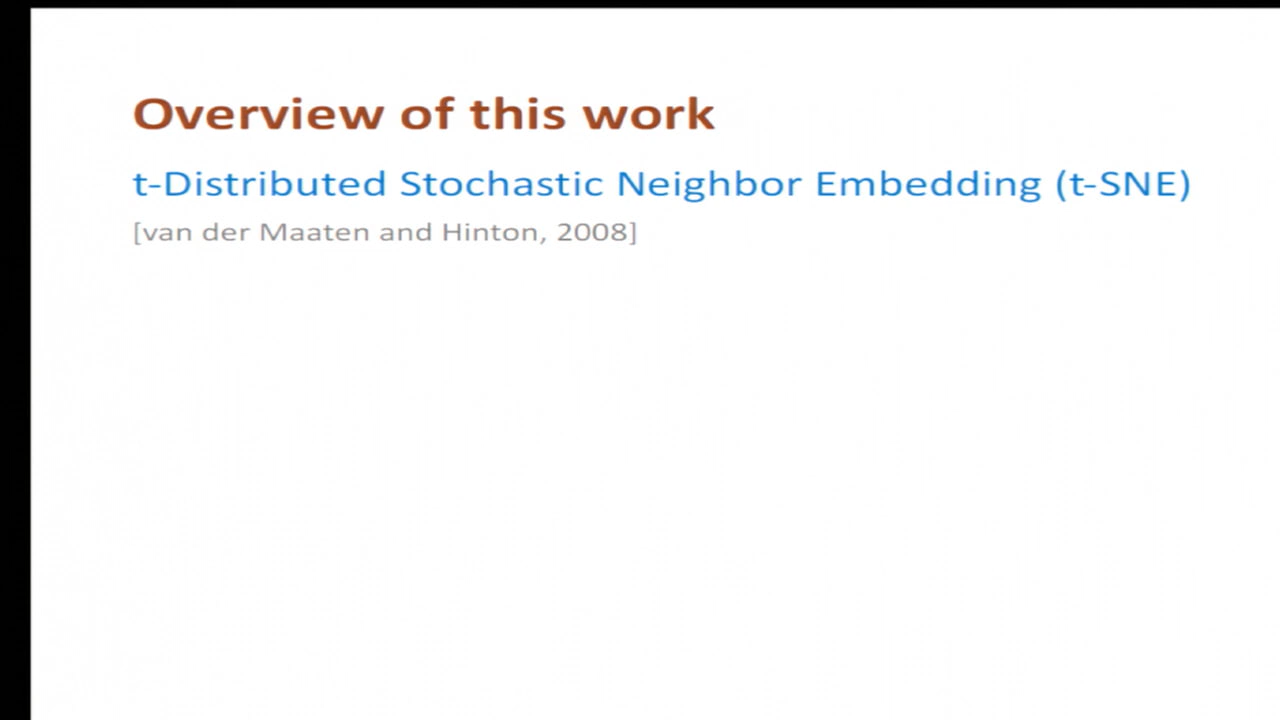 Overview of this work
t-Distributed Stochastic Neighbor Embedding (t-SNE)
[van der Maaten and Hinton, 2008]